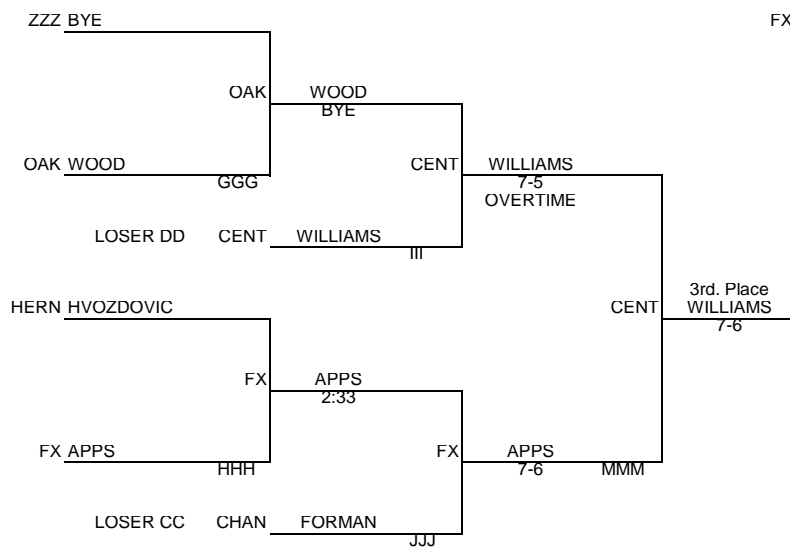 ZZZ BYE
FX
OAK WOOD
BYE
OAK WOOD
GGG
CENT WILLIAMS
7-5
OVERTIME
LOSER DD CENT WILLIAMS
III
HERN HVOZDOVIC
3rd. Place
CENT WILLIAMS
7-6
FX APPS
2:33
FX APPS
HHH
FX APPS
7-6
MMM
LOSER CC CHAN FORMAN
JJJ